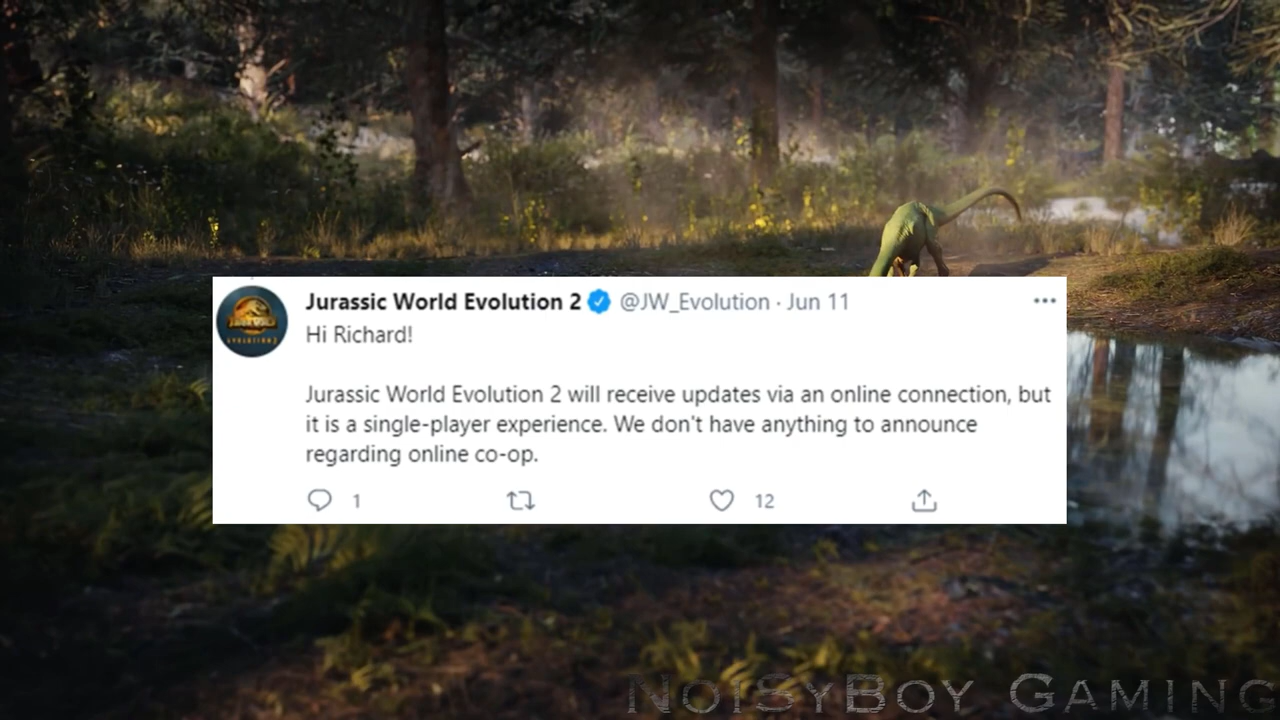 Jurassic World Evolution 2 @JW_Evolution · Jun 11
Hi Richard!
Jurassic World Evolution 2 will receive updates via an online connection, but
it is a single-player experience. We don't have anything to announce
regarding online co-op.
1 12
NoiSyBoy Gaming